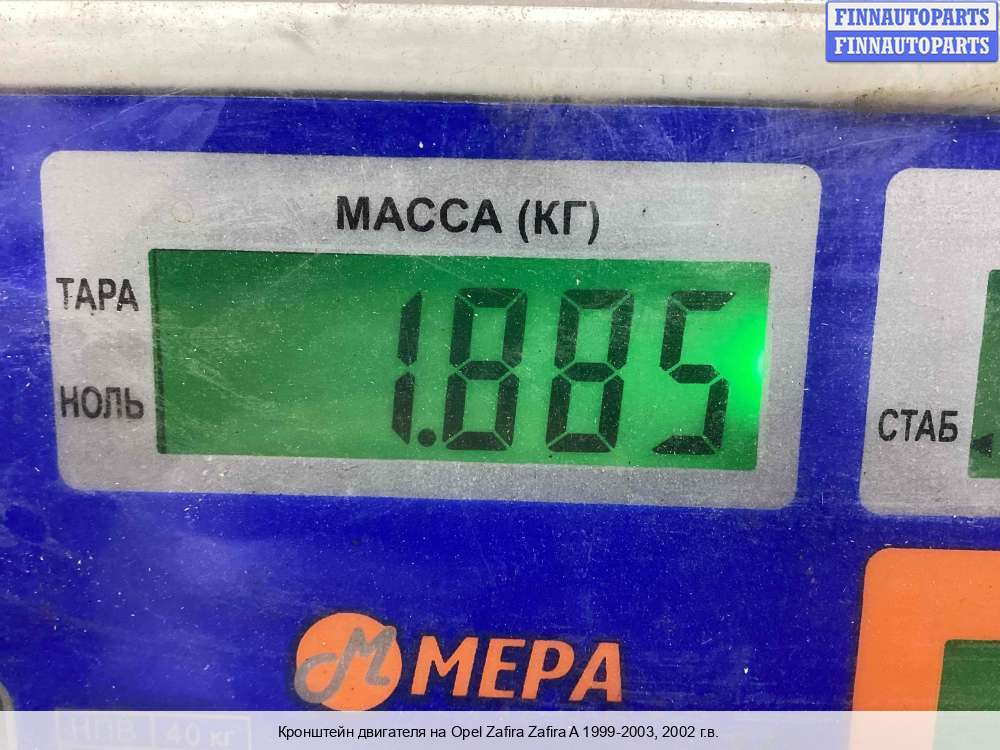 FINNAUTOPARTS
FINNAUTOPARTS
МАССА (КГ)
ТАРА
1.885
НОЛЬ
СТАБ
М МЕРА
НПВ 40 кг
Кронштейн двигателя на Opel Zafira Zafira A 1999-2003, 2002 г.в.